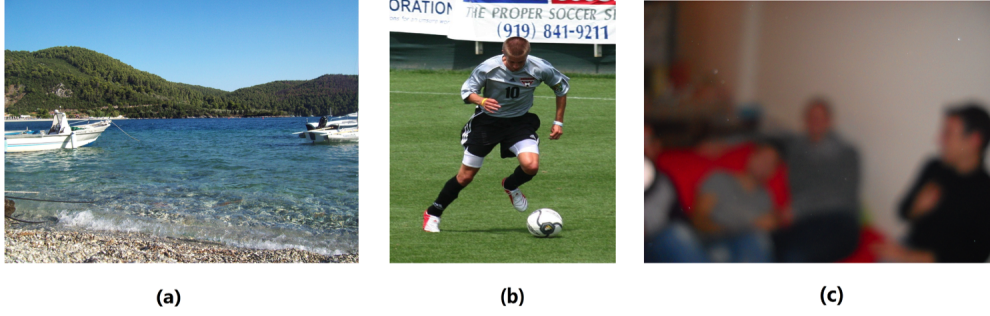 ORATION
THE PROPER SOCCER S
(919) 841-9211
10
(a)
(b)
(c)